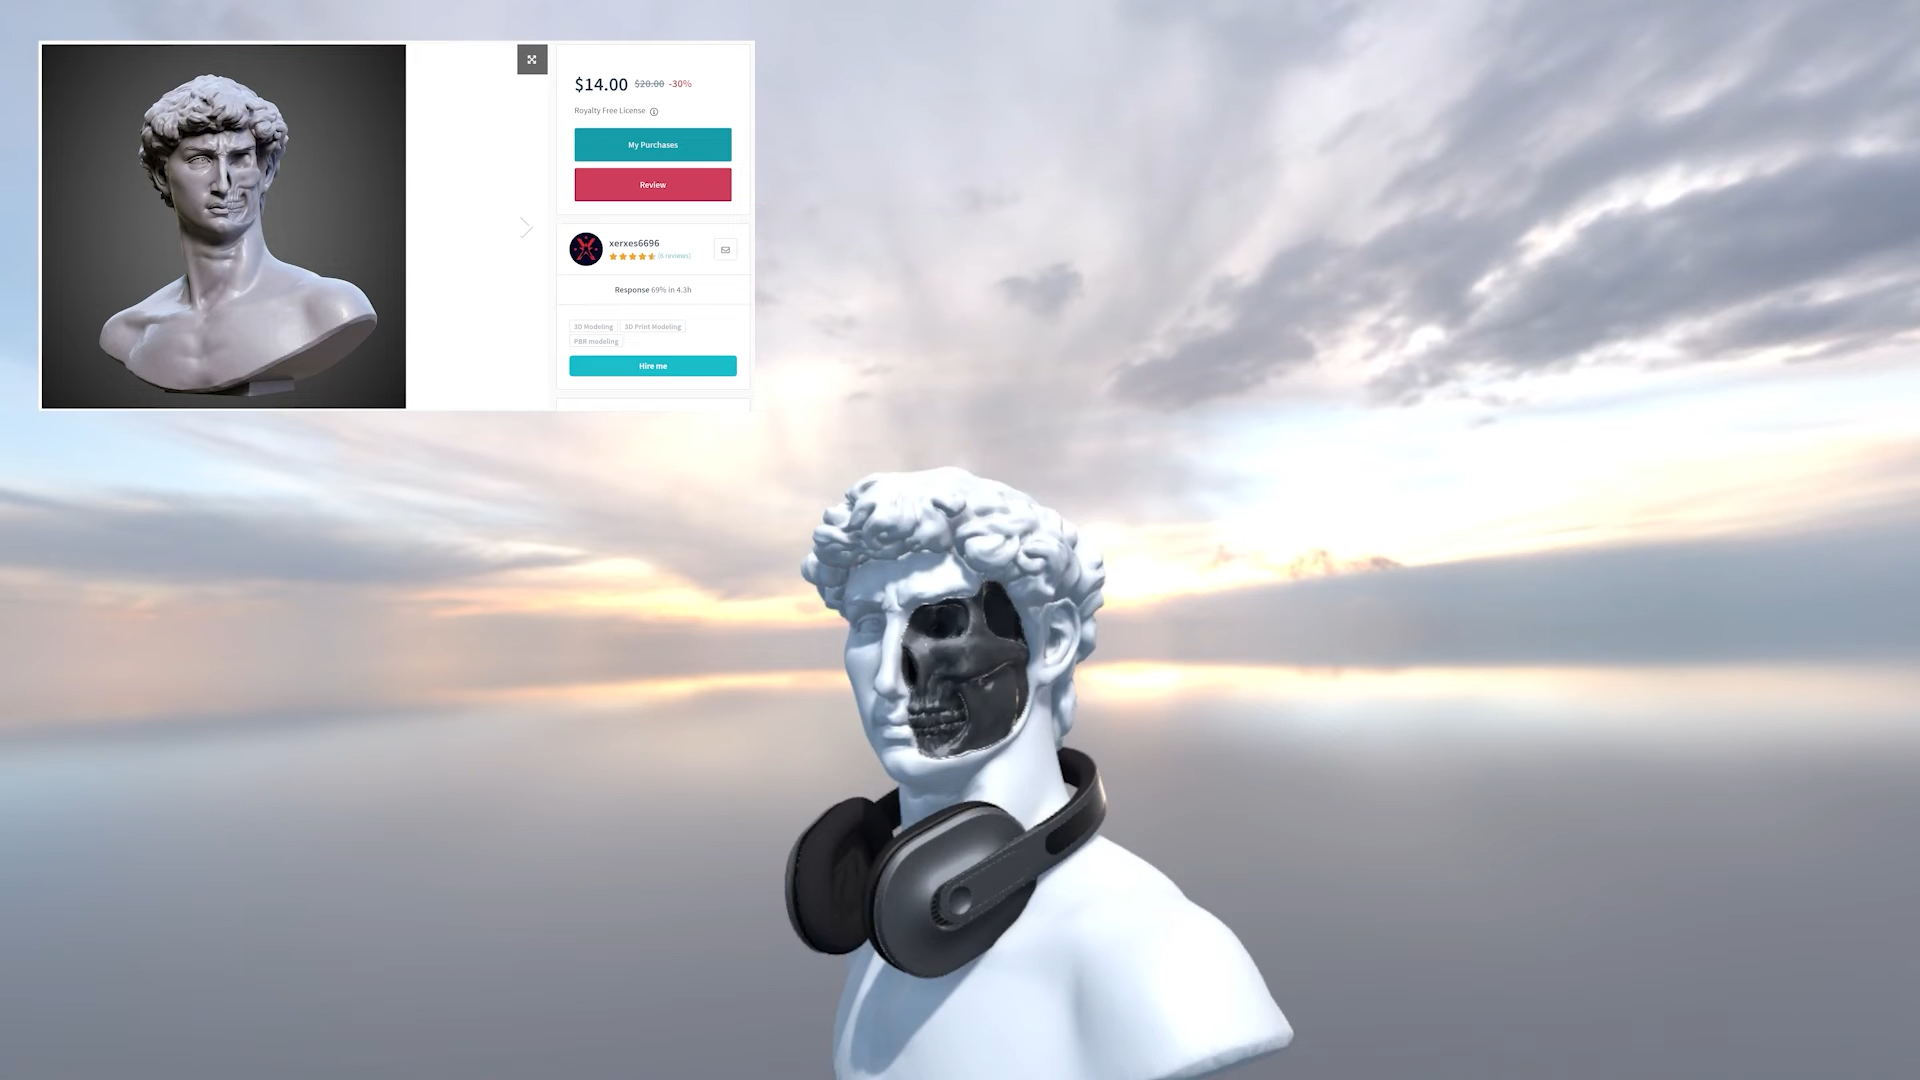 $14.00 $20.00 -30%
Royalty Free License
My Purchases
Review
xerxes6696
(6 reviews)
Response 69% in 4.3h
3D Modeling 3D Print Modeling
PBR modeling
Hire me